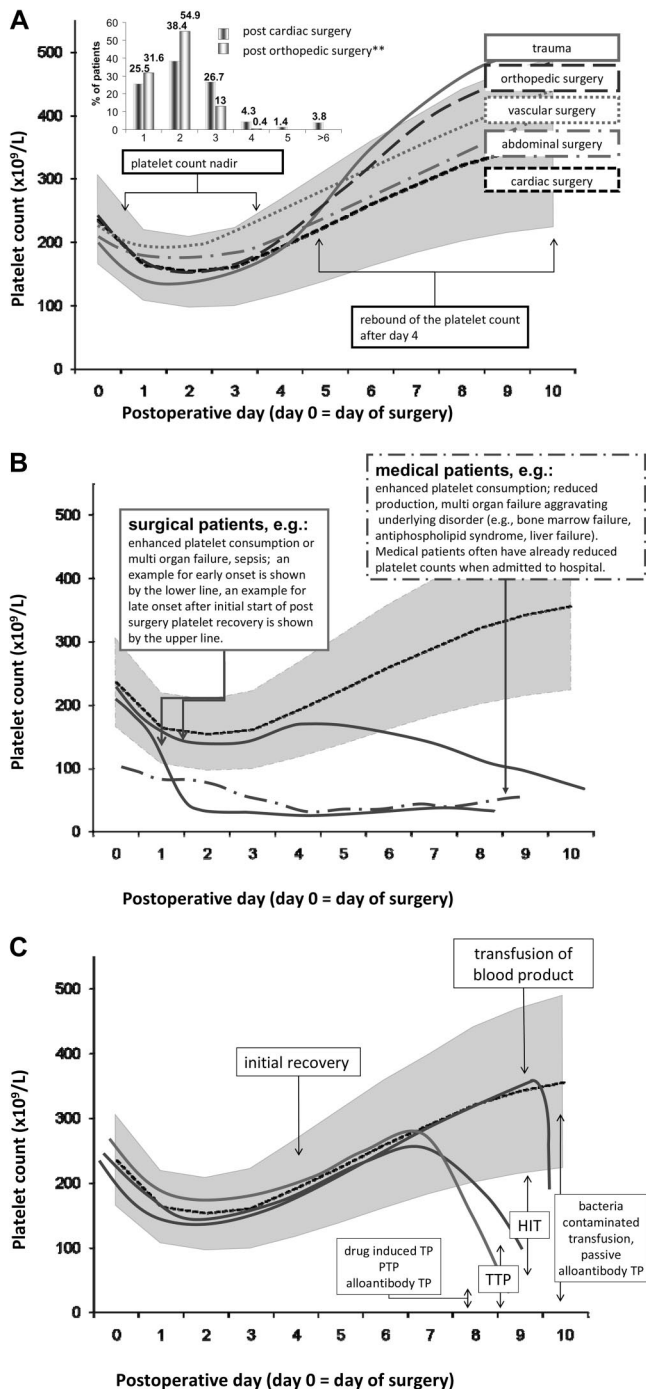 A
Platelet count (x10⁹/L)
500
400
300
200
100
0
% of patients
60
50
40
30
20
10
0
25.5
31.6
38.4
54.9
26.7
13
4.3
0.4
1.4
3.8
1
2
3
4
5
>6
post cardiac surgery
post orthopedic surgery**
platelet count nadir
trauma
orthopedic surgery
vascular surgery
abdominal surgery
cardiac surgery
rebound of the platelet count
after day 4
0 1 2 3 4 5 6 7 8 9 10
Postoperative day (day 0 = day of surgery)
B
Platelet count (x10⁹/L)
500
400
300
200
100
0
surgical patients, e.g.:
enhanced platelet consumption or
multi organ failure, sepsis; an
example for early onset is shown
by the lower line, an example for
late onset after initial start of post
surgery platelet recovery is shown
by the upper line.
medical patients, e.g.:
enhanced platelet consumption; reduced
production, multi organ failure aggravating
underlying disorder (e.g., bone marrow failure,
antiphospholipid syndrome, liver failure).
Medical patients often have already reduced
platelet counts when admitted to hospital.
0 1 2 3 4 5 6 7 8 9 10
Postoperative day (day 0 = day of surgery)
C
Platelet count (x10⁹/L)
500
400
300
200
100
0
transfusion of
blood product
initial recovery
drug induced TP
PTP
alloantibody TP
TTP
HIT
bacteria
contaminated
transfusion,
passive
alloantibody TP
0 1 2 3 4 5 6 7 8 9 10
Postoperative day (day 0 = day of surgery)